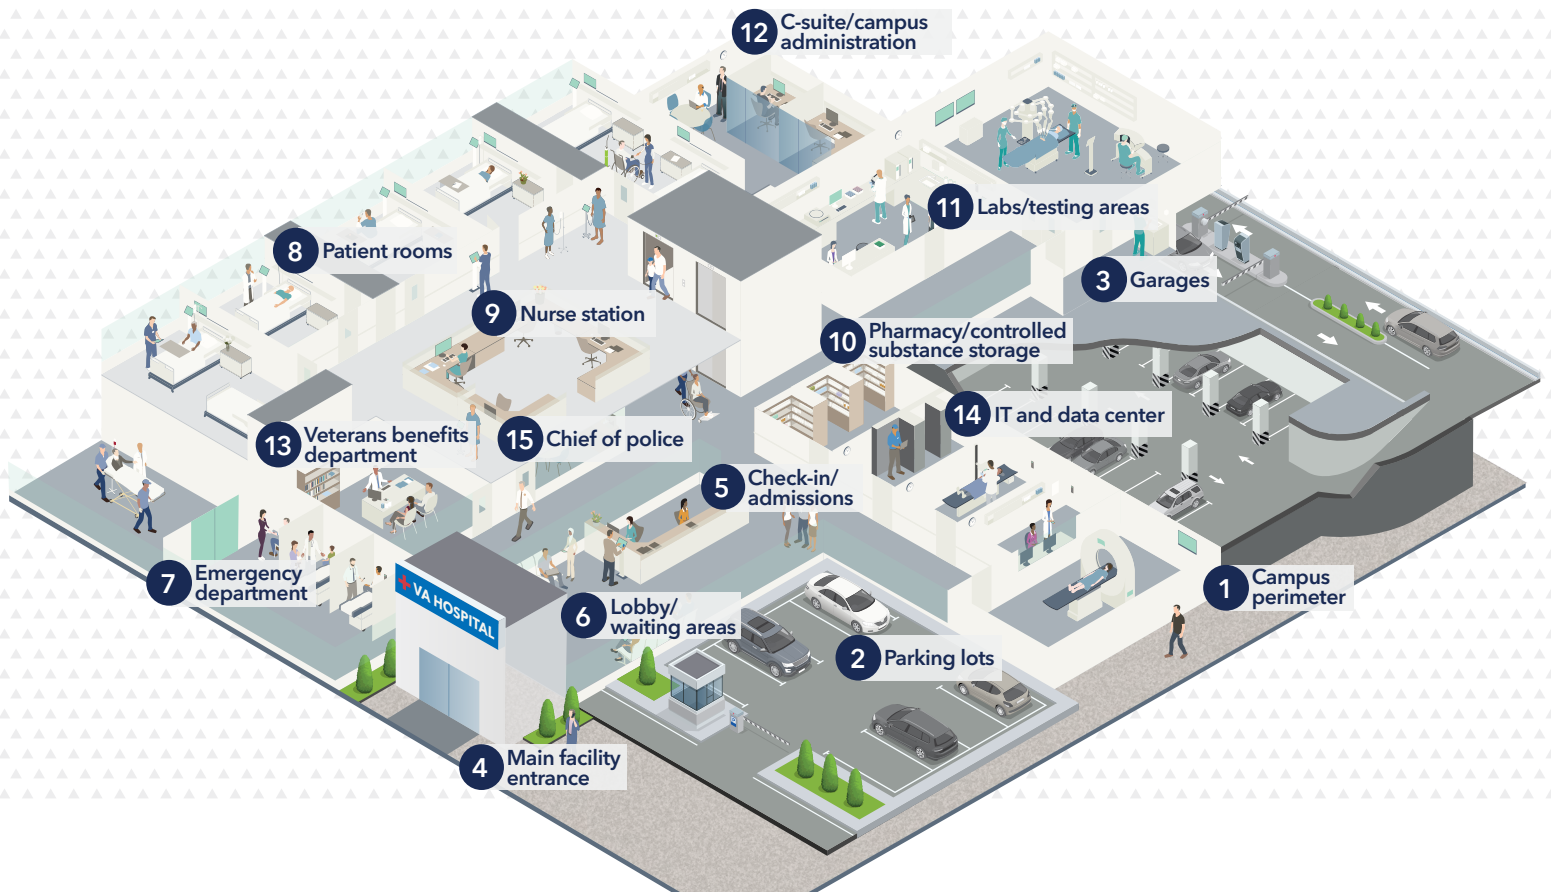 12
C-suite/campus
administration
11
Labs/testing areas
8
Patient rooms
3
Garages
9
Nurse station
10
Pharmacy/controlled
substance storage
14
IT and data center
13
Veterans benefits
department
15
Chief of police
5
Check-in/
admissions
7
Emergency
department
VA HOSPITAL
6
Lobby/
waiting areas
1
Campus
perimeter
2
Parking lots
4
Main facility
entrance